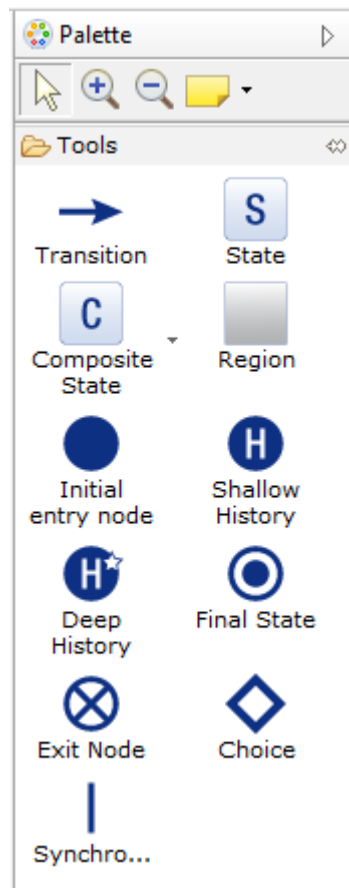 Palette
Tools
S
Transition
State
C
Composite
State
Region
H
Initial
entry node
Shallow
History
H
Deep
History
Final State
Exit Node
Choice
Synchro...